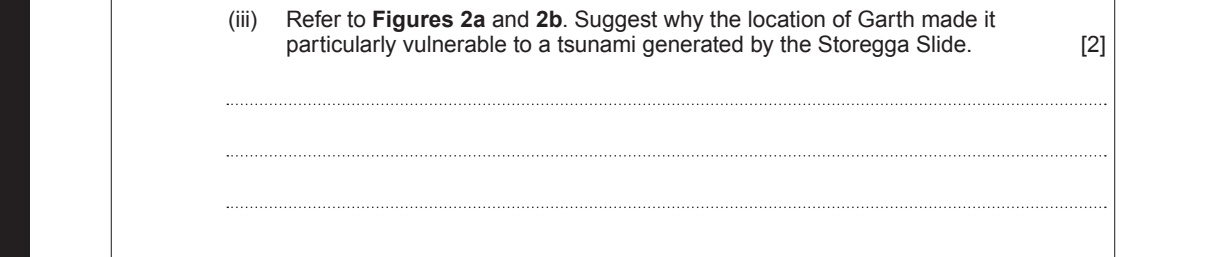 (iii) Refer to Figures 2a and 2b. Suggest why the location of Garth made it
particularly vulnerable to a tsunami generated by the Storegga Slide. [2]